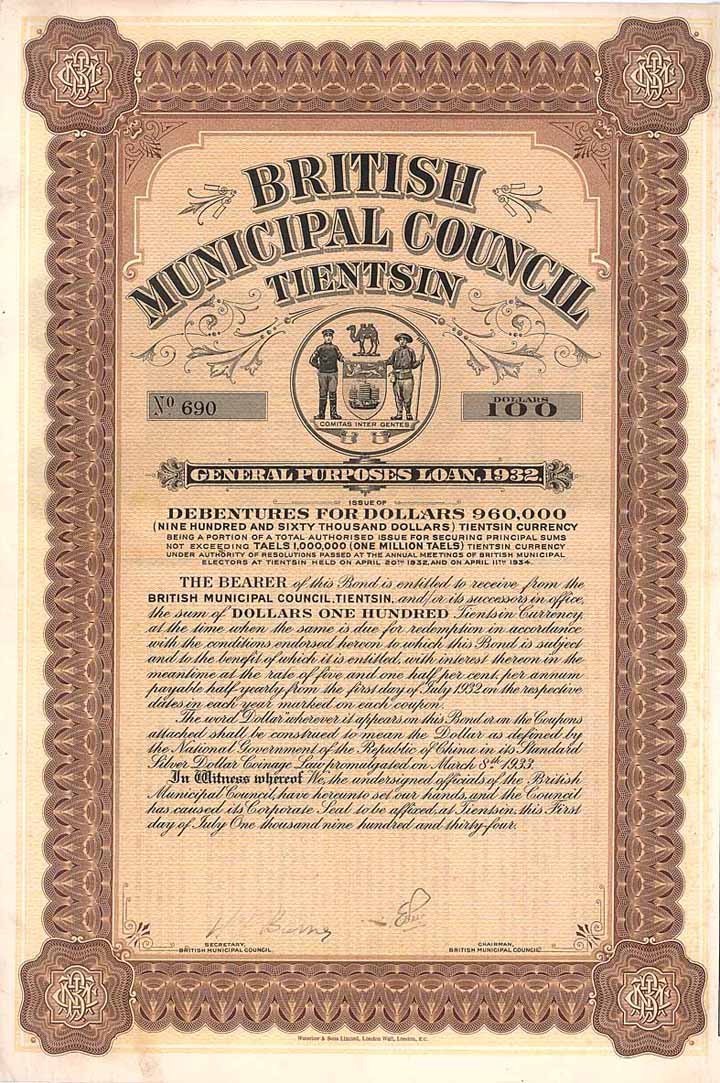 BRITISH
MUNICIPAL COUNCIL
TIENTSIN
COMITAS INTER GENTES
No 690
DOLLARS
100
GENERAL PURPOSES LOAN, 1932.
ISSUE OF
DEBENTURES FOR DOLLARS 960,000
(NINE HUNDRED AND SIXTY THOUSAND DOLLARS) TIENTSIN CURRENCY
BEING A PORTION OF A TOTAL AUTHORISED ISSUE FOR SECURING PRINCIPAL SUMS
NOT EXCEEDING TAELS 1,000,000 (ONE MILLION TAELS) TIENTSIN CURRENCY
UNDER AUTHORITY OF RESOLUTIONS PASSED AT THE ANNUAL MEETINGS OF BRITISH MUNICIPAL
ELECTORS AT TIENTSIN HELD ON APRIL 20TH 1932, AND ON APRIL 11TH 1934.
THE BEARER of this Bond is entitled to receive from the
BRITISH MUNICIPAL COUNCIL, TIENTSIN, and/or its successors in office,
the sum of DOLLARS ONE HUNDRED Tientsin Currency,
at the time when the same is due for redemption in accordance
with the conditions endorsed hereon to which this Bond is subject
and to the benefit of which it is entitled, with interest thereon in the
meantime at the rate of five and one half per cent. per annum
payable half-yearly from the first day of July 1932 on the respective
dates in each year marked on each coupon.
The word Dollar wherever it appears on this Bond or on the Coupons
attached shall be construed to mean the Dollar as defined by
the National Government of the Republic of China in its Standard
Silver Dollar Coinage Law promulgated on March 8th 1933.
In Witness whereof We, the undersigned officials of the British
Municipal Council, have hereunto set our hands, and the Council
has caused its Corporate Seal to be affixed, at Tientsin, this First
day of July One thousand nine hundred and thirty-four.
SECRETARY,
BRITISH MUNICIPAL COUNCIL.
CHAIRMAN,
BRITISH MUNICIPAL COUNCIL.
Waterlow & Sons Limited, London Wall, London, E.C.